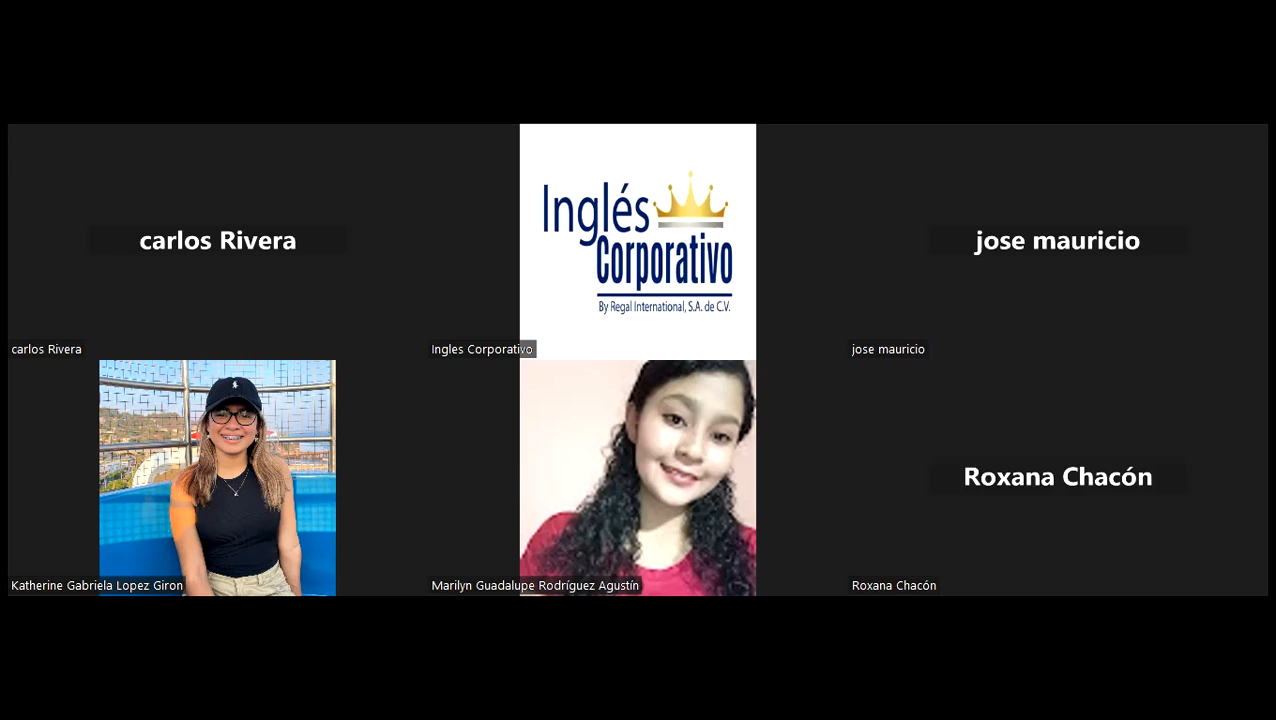 carlos Rivera
Inglés
Corporativo
By Regal International, S.A. de C.V.
jose mauricio
carlos Rivera
Ingles Corporativo
jose mauricio
Roxana Chacón
Katherine Gabriela Lopez Giron
Marilyn Guadalupe Rodríguez Agustín
Roxana Chacón